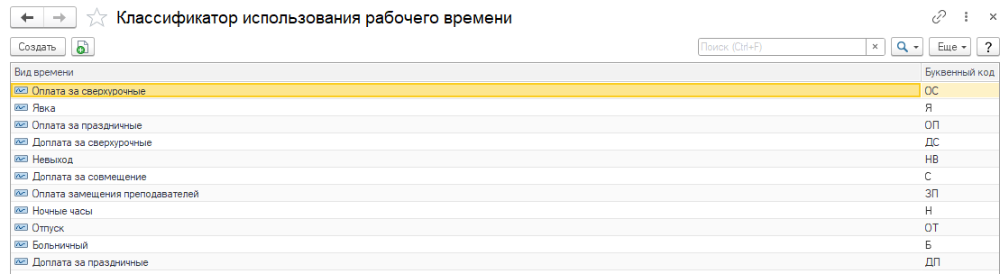 Классификатор использования рабочего времени
Создать Поиск (Ctrl+F) × Еще ?
Вид времени Буквенный код
Оплата за сверхурочные ОС
Явка Я
Оплата за праздничные ОП
Доплата за сверхурочные ДС
Невыход НВ
Доплата за совмещение С
Оплата замещения преподавателей ЗП
Ночные часы Н
Отпуск ОТ
Больничный Б
Доплата за праздничные ДП